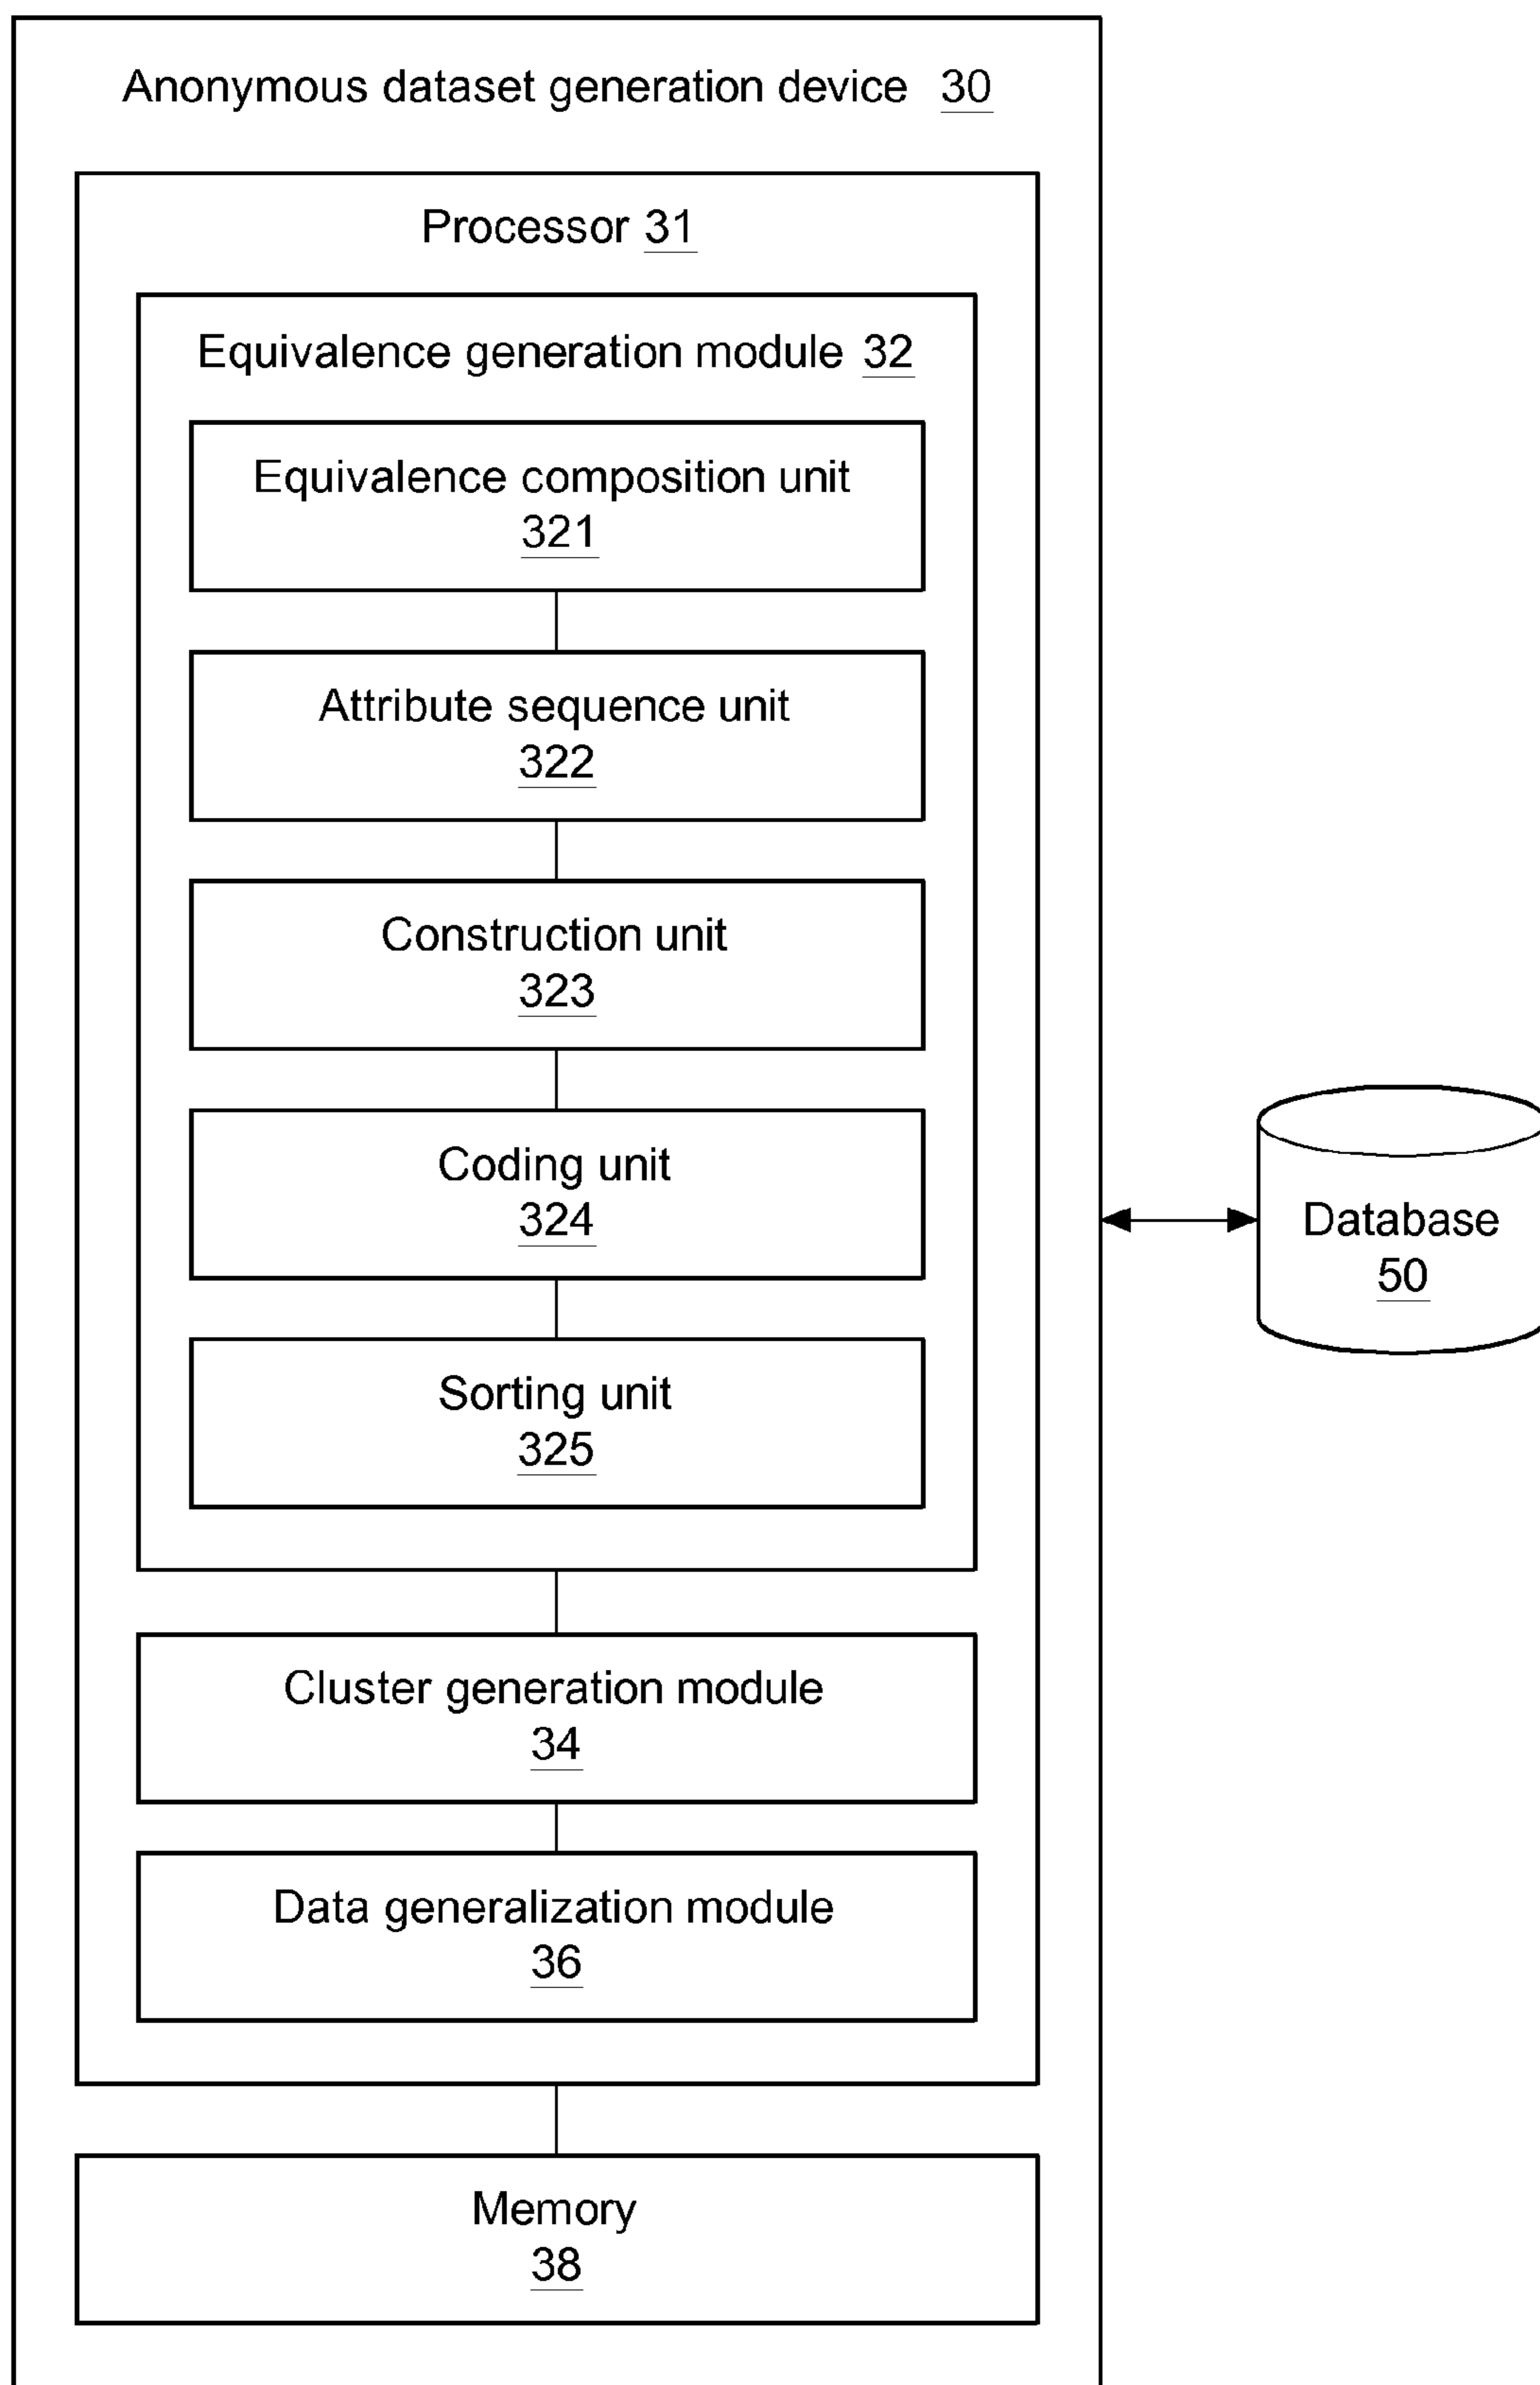 Anonymous dataset generation device 30
Processor 31
Equivalence generation module 32
Equivalence composition unit
321
Attribute sequence unit
322
Construction unit
323
Coding unit
324
Sorting unit
325
Cluster generation module
34
Data generalization module
36
Memory
38
Database
50